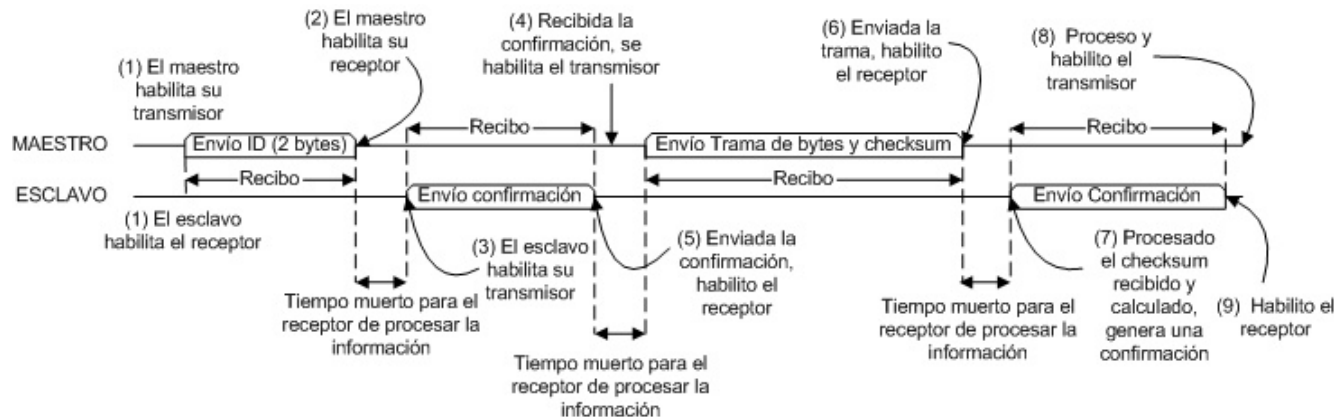 (1) El maestro
habilita su
transmisor
(2) El maestro
habilita su
receptor
(4) Recibida la
confirmación, se
habilita el transmisor
(6) Enviada la
trama, habilito
el receptor
(8) Proceso y
habilito el
transmisor
MAESTRO
Envío ID (2 bytes)
Recibo
Envío Trama de bytes y checksum
Recibo
ESCLAVO
Recibo
Envío confirmación
Recibo
Envío Confirmación
(1) El esclavo
habilita el receptor
(3) El esclavo
habilita su
transmisor
(5) Enviada la
confirmación,
habilito el
receptor
(7) Procesado
el checksum
recibido y
calculado,
genera una
confirmación
(9) Habilito el
receptor
Tiempo muerto para el
receptor de procesar la
información
Tiempo muerto para el
receptor de procesar la
información
Tiempo muerto para el
receptor de procesar la
información